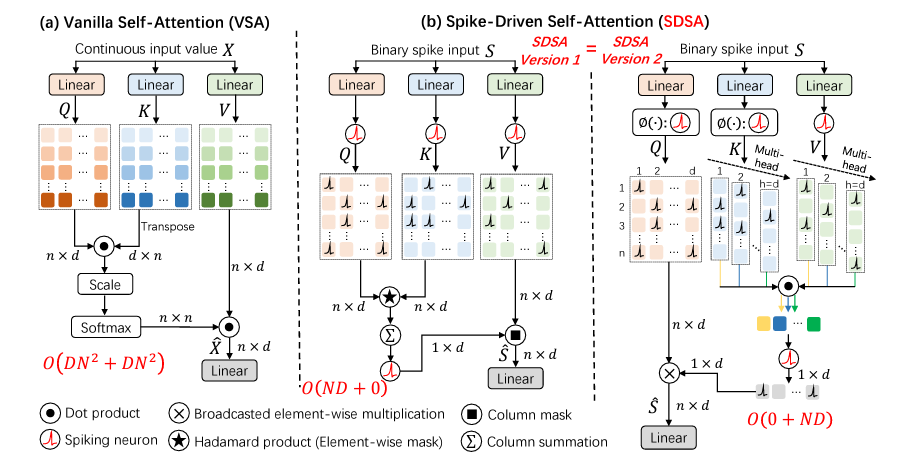 (a) Vanilla Self-Attention (VSA)
Continuous input value X
Linear Linear Linear
Q K V
Transpose
n × d d × n
Scale
n × d
Softmax
n × n
O(DN² + DN²)
X̂ n × d
Linear
(b) Spike-Driven Self-Attention (SDSA)
Binary spike input S
SDSA Version 1 = SDSA Version 2
Linear Linear Linear
Q K V
n × d n × d
n × d
Σ
1 × d
O(ND + 0)
Ŝ n × d
Linear
Binary spike input S
Linear Linear Linear
Ø(·): Ø(·):
Q K V
Multi-head Multi-head
1 2 d 1 2 h=d 1 2 h=d
1
2
3
n
n × d
1 × d 1 × d
Ŝ n × d
O(0 + ND)
Linear
Dot product Broadcasted element-wise multiplication Column mask
Spiking neuron Hadamard product (Element-wise mask) Σ Column summation